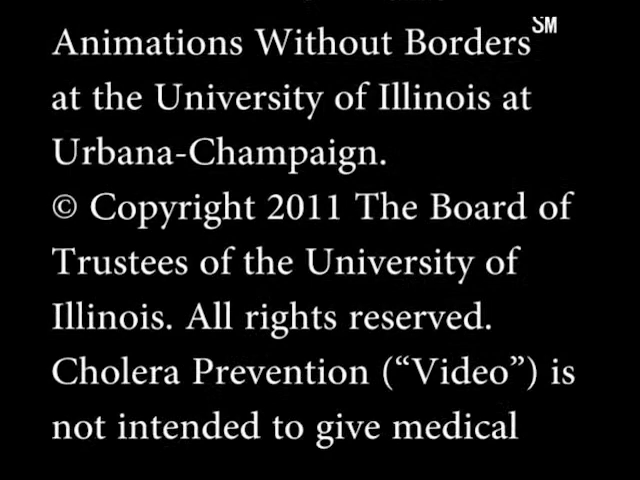 Animations Without Borders℠
at the University of Illinois at
Urbana-Champaign.
© Copyright 2011 The Board of
Trustees of the University of
Illinois. All rights reserved.
Cholera Prevention (“Video”) is
not intended to give medical